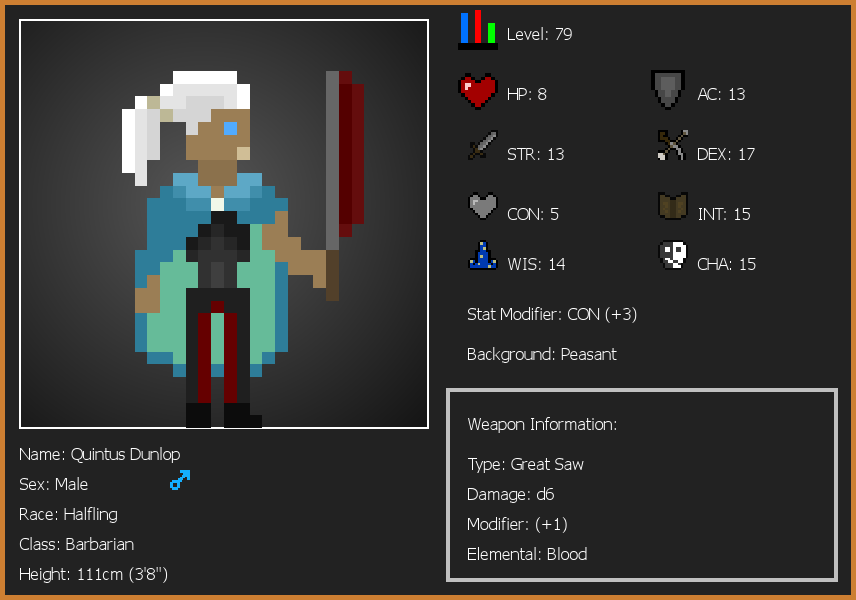 Level: 79
HP: 8
AC: 13
STR: 13
DEX: 17
CON: 5
INT: 15
WIS: 14
CHA: 15
Stat Modifier: CON (+3)
Background: Peasant
Weapon Information:
Type: Great Saw
Damage: d6
Modifier: (+1)
Elemental: Blood
Name: Quintus Dunlop
Sex: Male
Race: Halfling
Class: Barbarian
Height: 111cm (3'8")